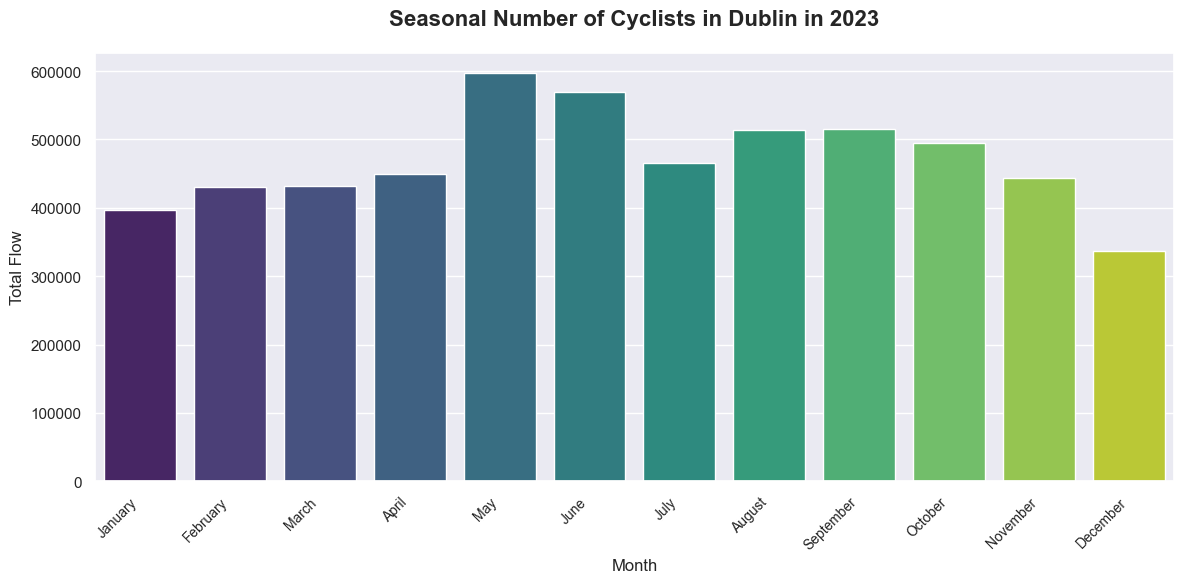 Seasonal Number of Cyclists in Dublin in 2023
Total Flow
600000
500000
400000
300000
200000
100000
0
January
February
March
April
May
June
July
August
September
October
November
December
Month